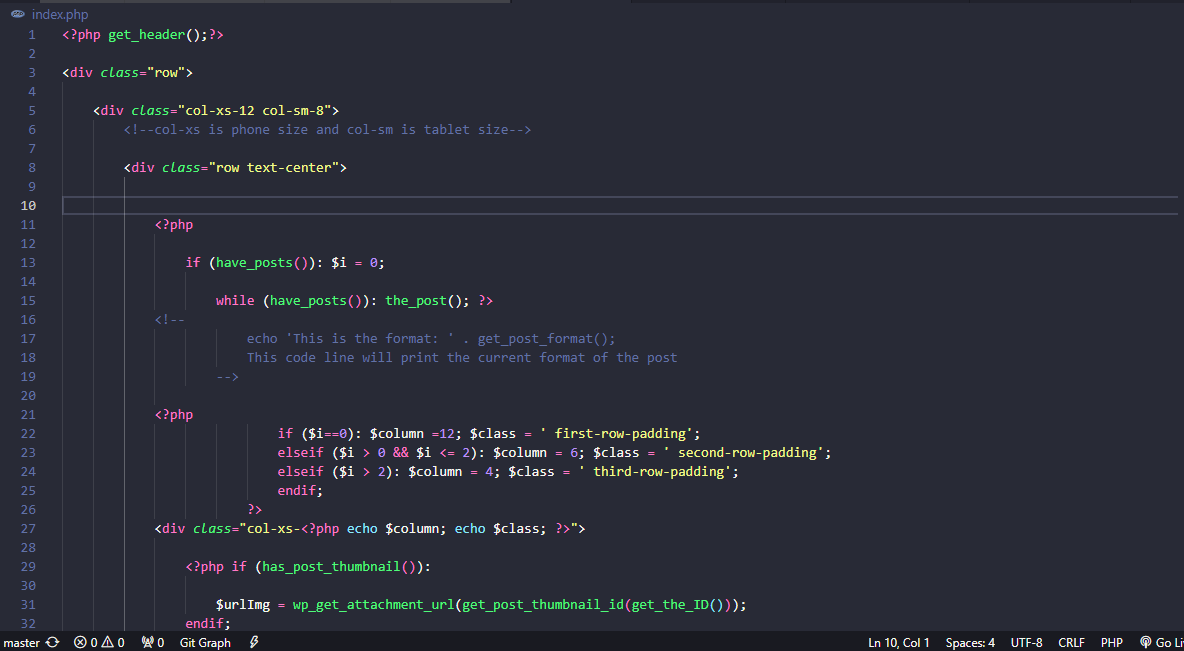 index.php
1 <?php get_header();?>
2
3 <div class="row">
4
5 <div class="col-xs-12 col-sm-8">
6 <!--col-xs is phone size and col-sm is tablet size-->
7
8 <div class="row text-center">
9
10
11 <?php
12
13 if (have_posts()): $i = 0;
14
15 while (have_posts()): the_post(); ?>
16 <!--
17 echo 'This is the format: ' . get_post_format();
18 This code line will print the current format of the post
19 -->
20
21 <?php
22 if ($i==0): $column =12; $class = ' first-row-padding';
23 elseif ($i > 0 && $i <= 2): $column = 6; $class = ' second-row-padding';
24 elseif ($i > 2): $column = 4; $class = ' third-row-padding';
25 endif;
26 ?>
27 <div class="col-xs-<?php echo $column; echo $class; ?>">
28
29 <?php if (has_post_thumbnail()):
30
31 $urlImg = wp_get_attachment_url(get_post_thumbnail_id(get_the_ID()));
32 endif;
master 0 0 0 Git Graph Ln 10, Col 1 Spaces: 4 UTF-8 CRLF PHP Go Li